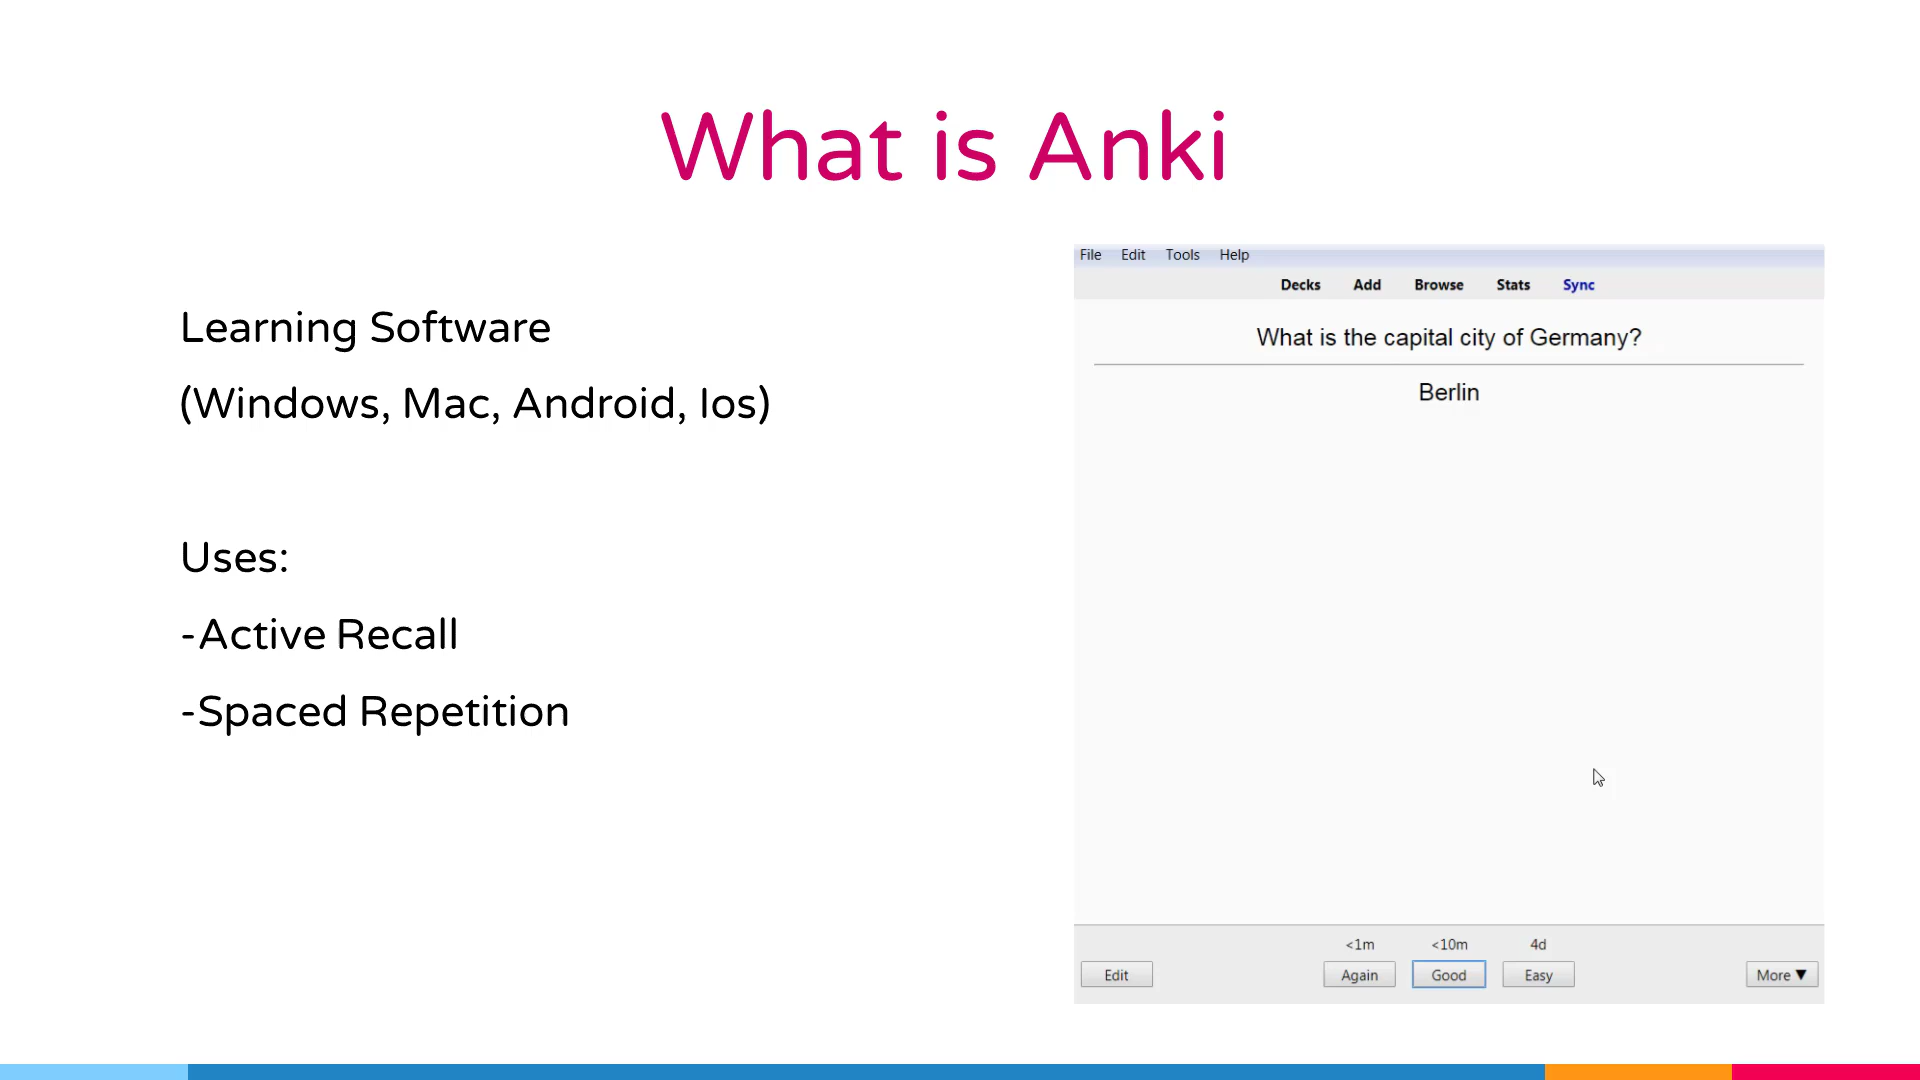 What is Anki
Learning Software
(Windows, Mac, Android, Ios)
Uses:
-Active Recall
-Spaced Repetition
File Edit Tools Help
Decks Add Browse Stats Sync
What is the capital city of Germany?
Berlin
<1m <10m 4d
Edit Again Good Easy More ▼